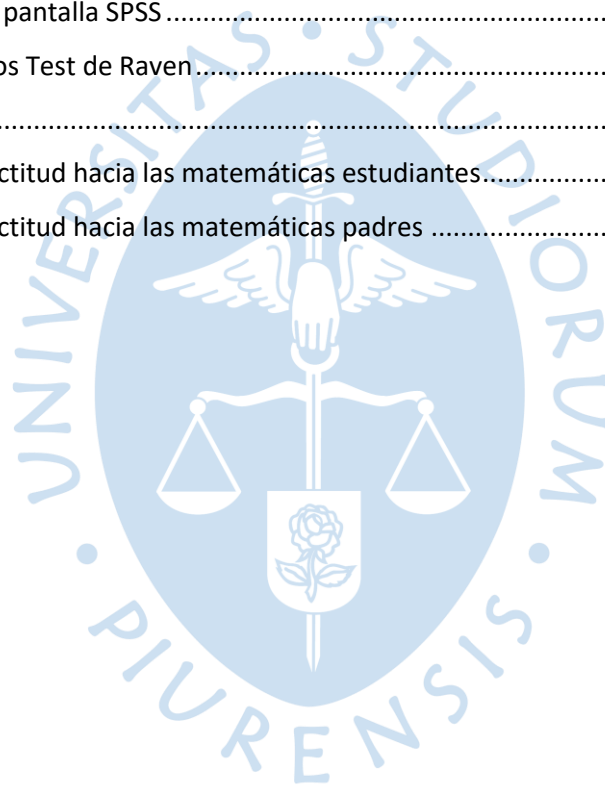 pantalla SPSS ........................................................
os Test de Raven ........................................................
........................................................
ctitud hacia las matemáticas estudiantes ................
ctitud hacia las matemáticas padres ........................
UNIVERSITAS • STUDIORUM • PIURENSIS •